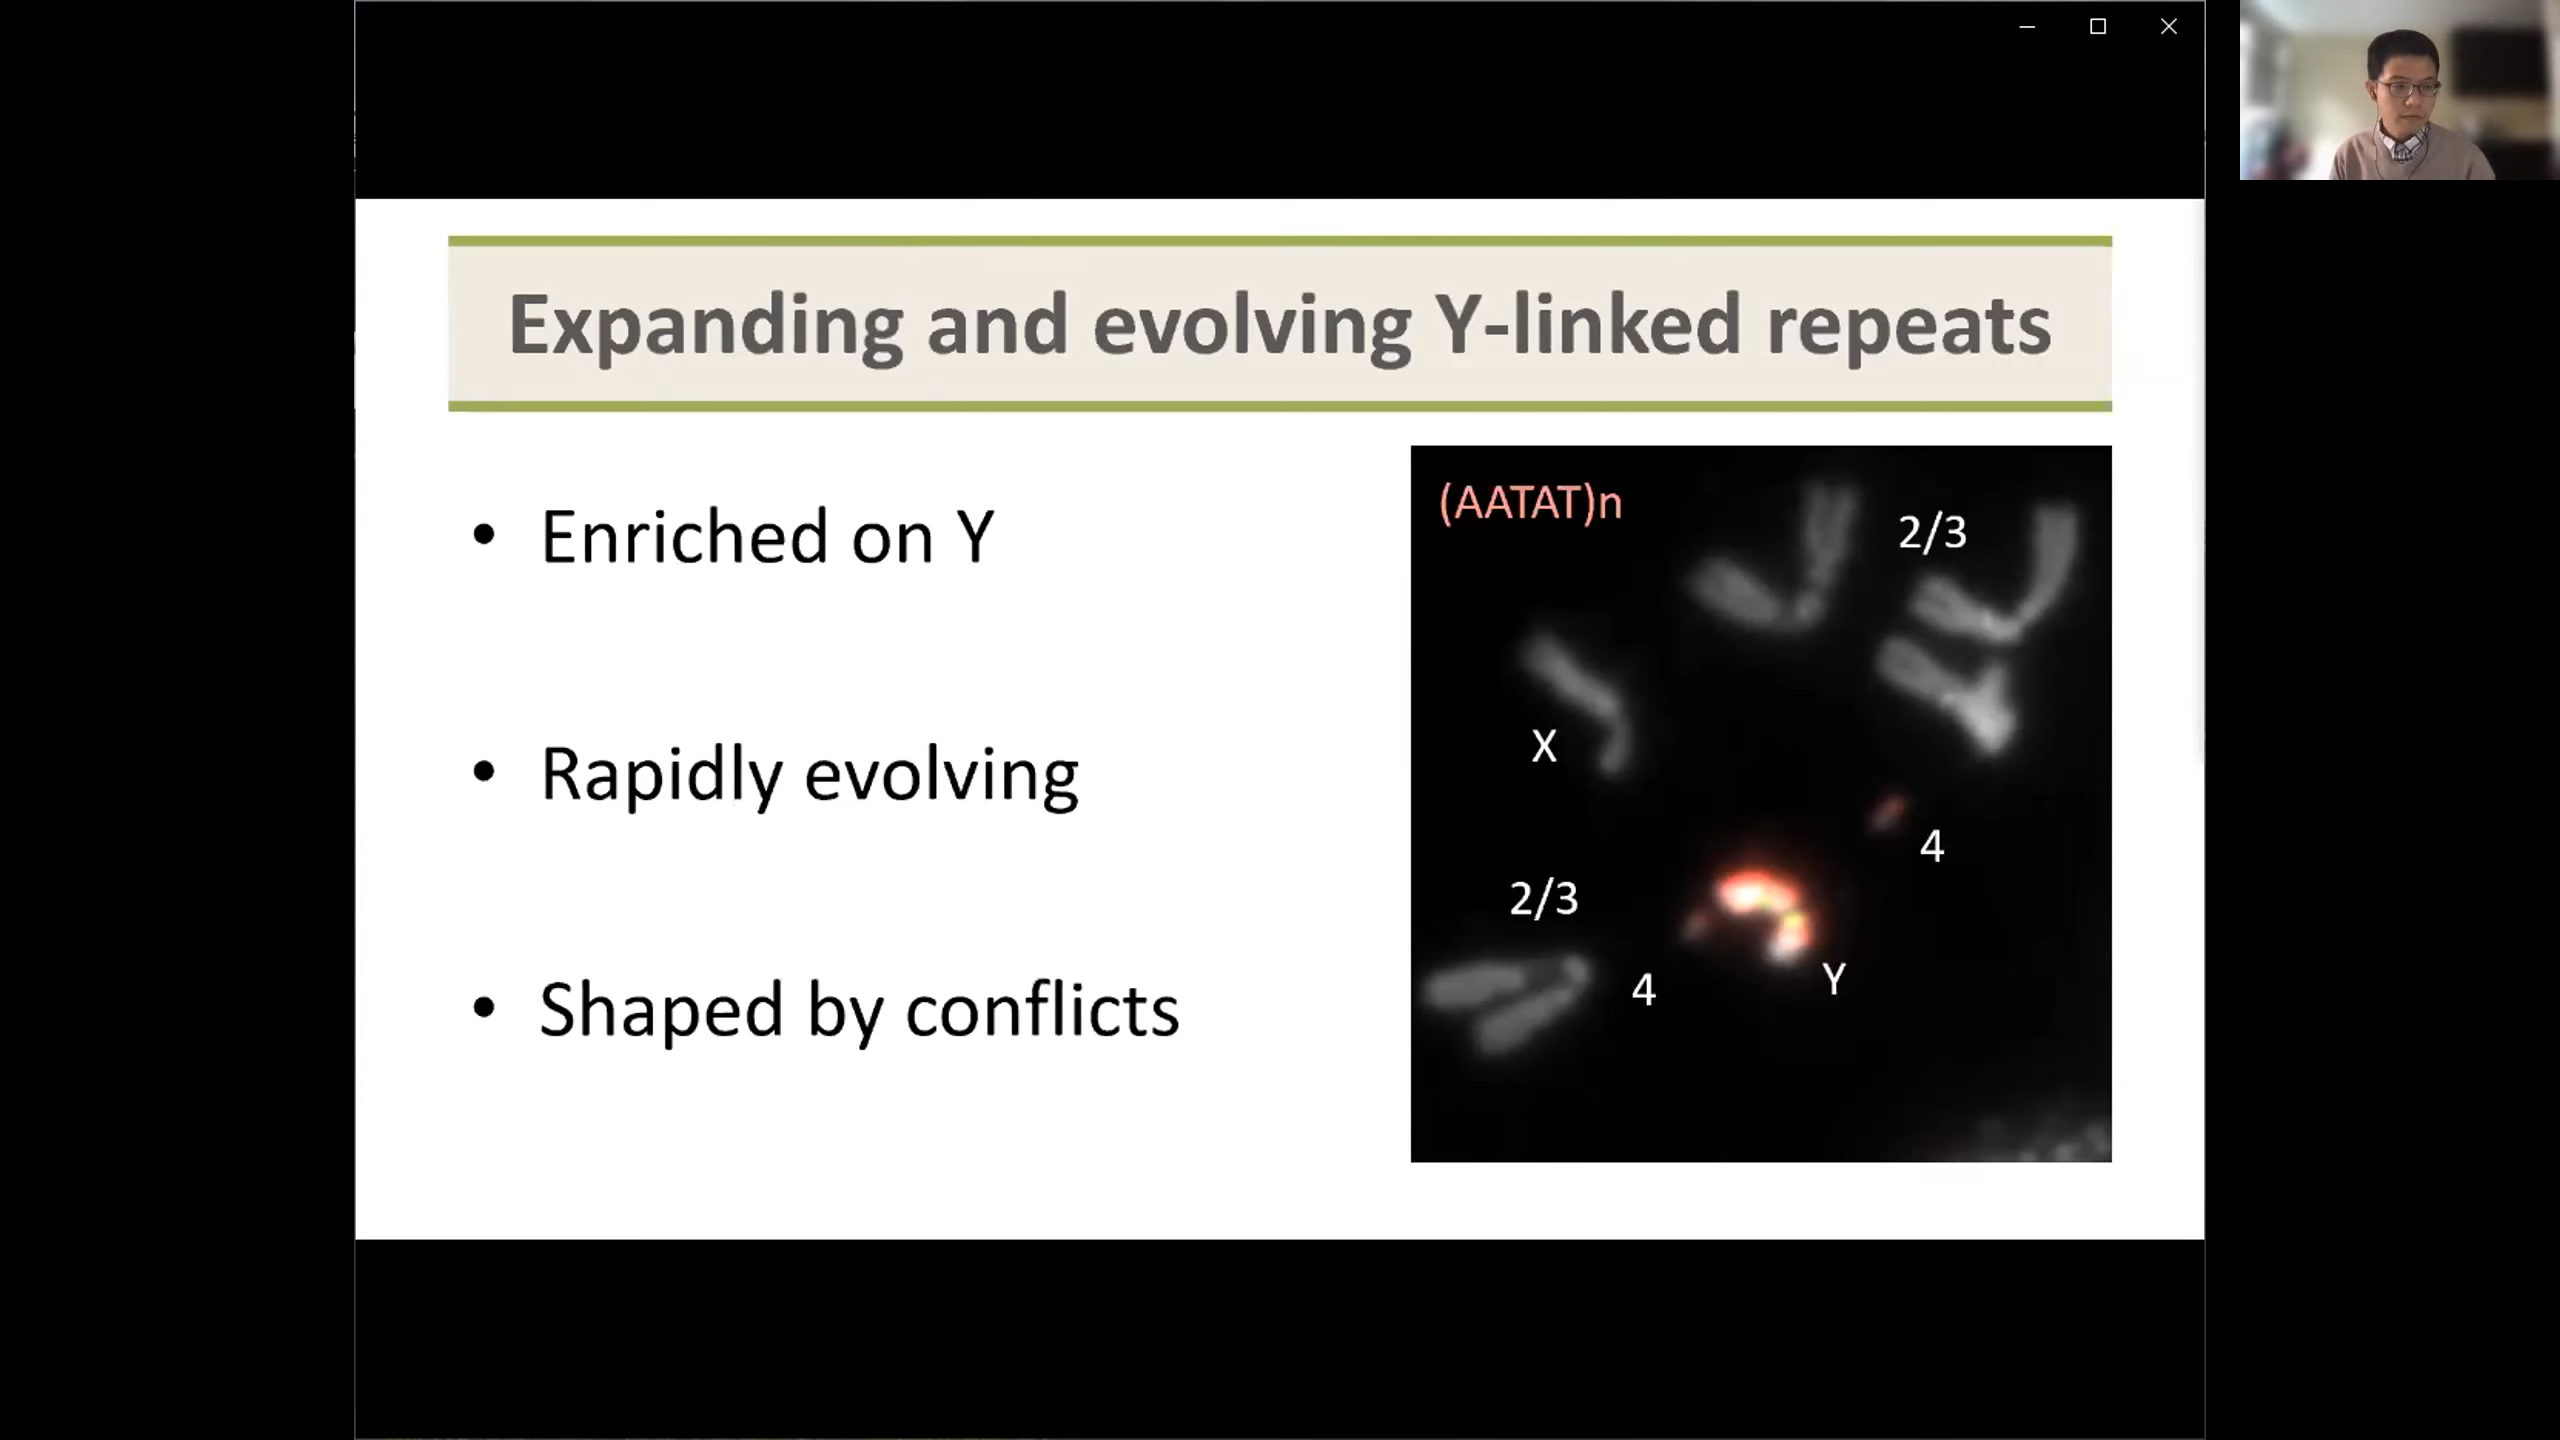 Expanding and evolving Y-linked repeats
• Enriched on Y
• Rapidly evolving
• Shaped by conflicts
(AATAT)n
2/3
X
4
2/3
4
Y